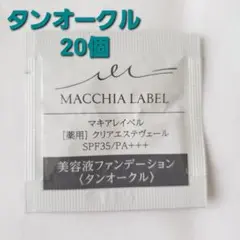 タンオークル
20個
MACCHIA LABEL
マキアレイベル
［薬用］クリアエステヴェール
SPF35/PA+++
美容液ファンデーション
〈タンオークル〉